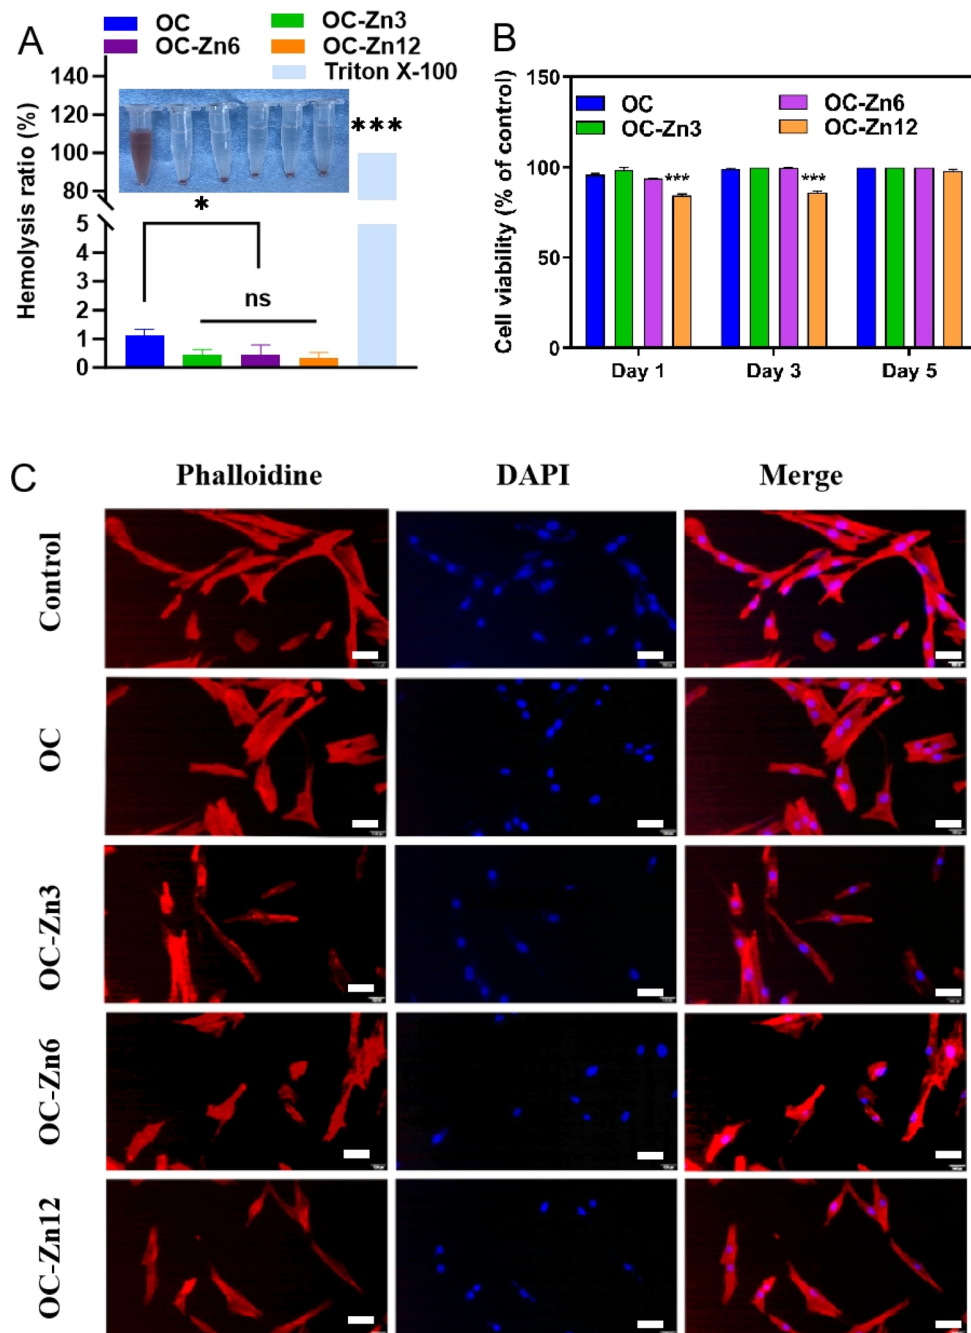 A
OC
OC-Zn3
OC-Zn6
OC-Zn12
Triton X-100
Hemolysis ratio (%)
140
120
100
80
5
4
3
2
1
0
***
*
ns
B
Cell viability (% of control)
150
100
50
0
OC
OC-Zn6
OC-Zn3
OC-Zn12
***
***
Day 1
Day 3
Day 5
C
Phalloidine
DAPI
Merge
Control
OC
OC-Zn3
OC-Zn6
OC-Zn12